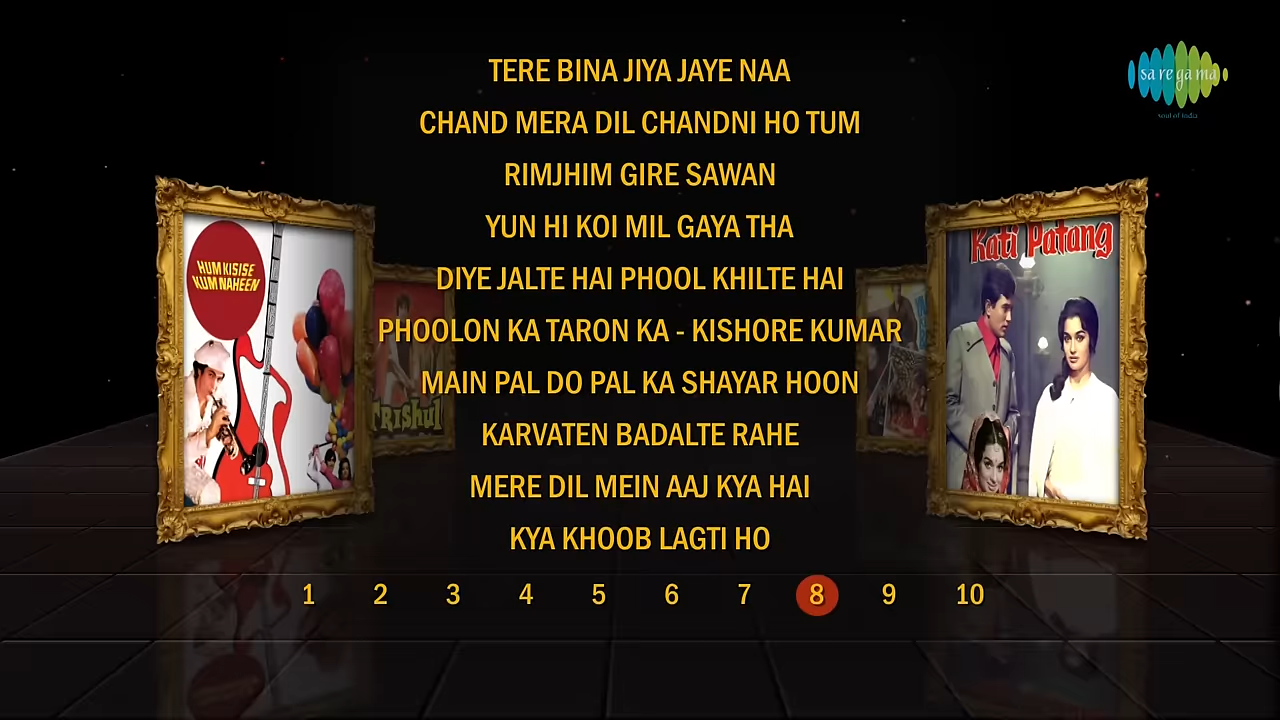 TERE BINA JIYA JAYE NAA
CHAND MERA DIL CHANDNI HO TUM
RIMJHIM GIRE SAWAN
YUN HI KOI MIL GAYA THA
DIYE JALTE HAI PHOOL KHILTE HAI
PHOOLON KA TARON KA - KISHORE KUMAR
MAIN PAL DO PAL KA SHAYAR HOON
KARVATEN BADALTE RAHE
MERE DIL MEIN AAJ KYA HAI
KYA KHOOB LAGTI HO
1 2 3 4 5 6 7 8 9 10
sa re ga ma
soul of India
HUM KISISE
KUM NAHEEN
TRishul
Kati Patang